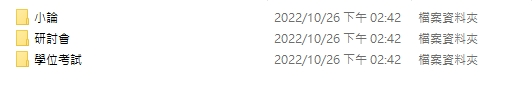 小論 2022/10/26 下午 02:42 檔案資料夾
研討會 2022/10/26 下午 02:42 檔案資料夾
學位考試 2022/10/26 下午 02:42 檔案資料夾